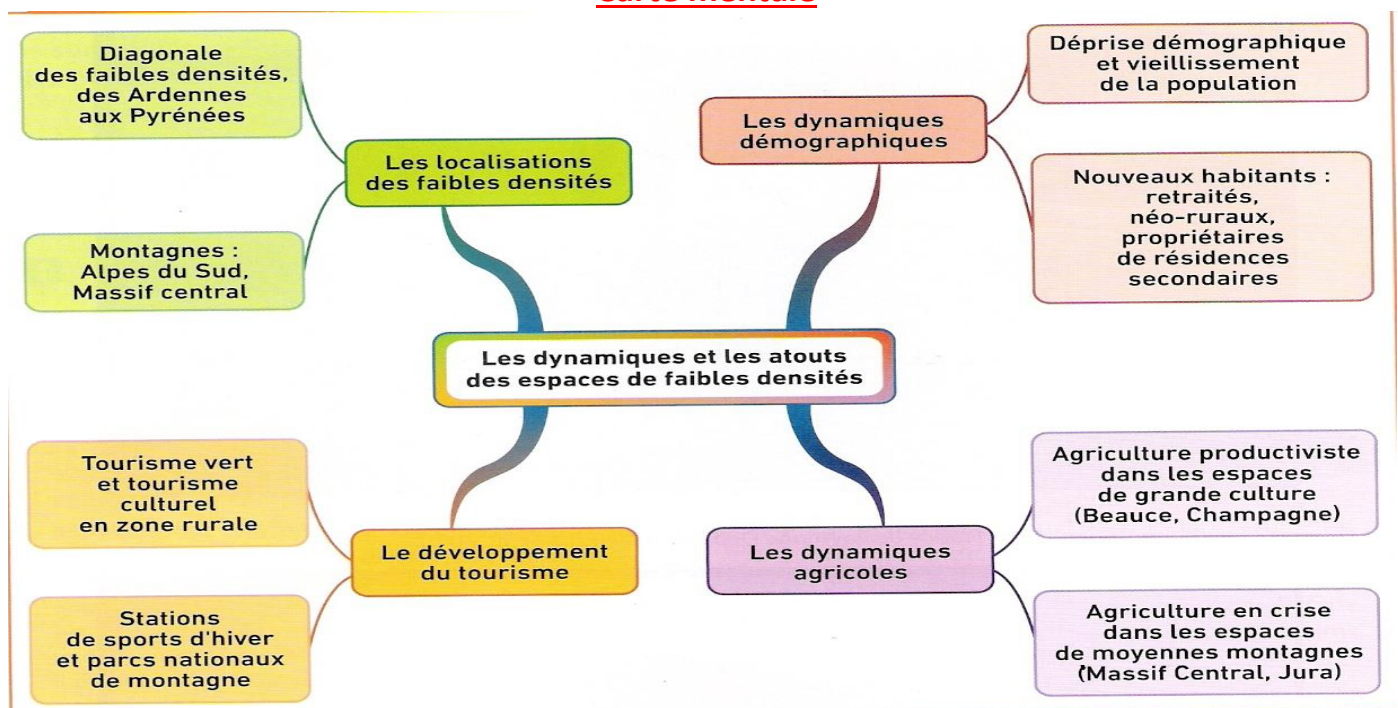 Carte mentale
Diagonale
des faibles densités,
des Ardennes
aux Pyrénées
Les localisations
des faibles densités
Montagnes :
Alpes du Sud,
Massif central
Les dynamiques
démographiques
Déprise démographique
et vieillissement
de la population
Nouveaux habitants :
retraités,
néo-ruraux,
propriétaires
de résidences
secondaires
Les dynamiques et les atouts
des espaces de faibles densités
Tourisme vert
et tourisme
culturel
en zone rurale
Le développement
du tourisme
Stations
de sports d'hiver
et parcs nationaux
de montagne
Les dynamiques
agricoles
Agriculture productiviste
dans les espaces
de grande culture
(Beauce, Champagne)
Agriculture en crise
dans les espaces
de moyennes montagnes
(Massif Central, Jura)